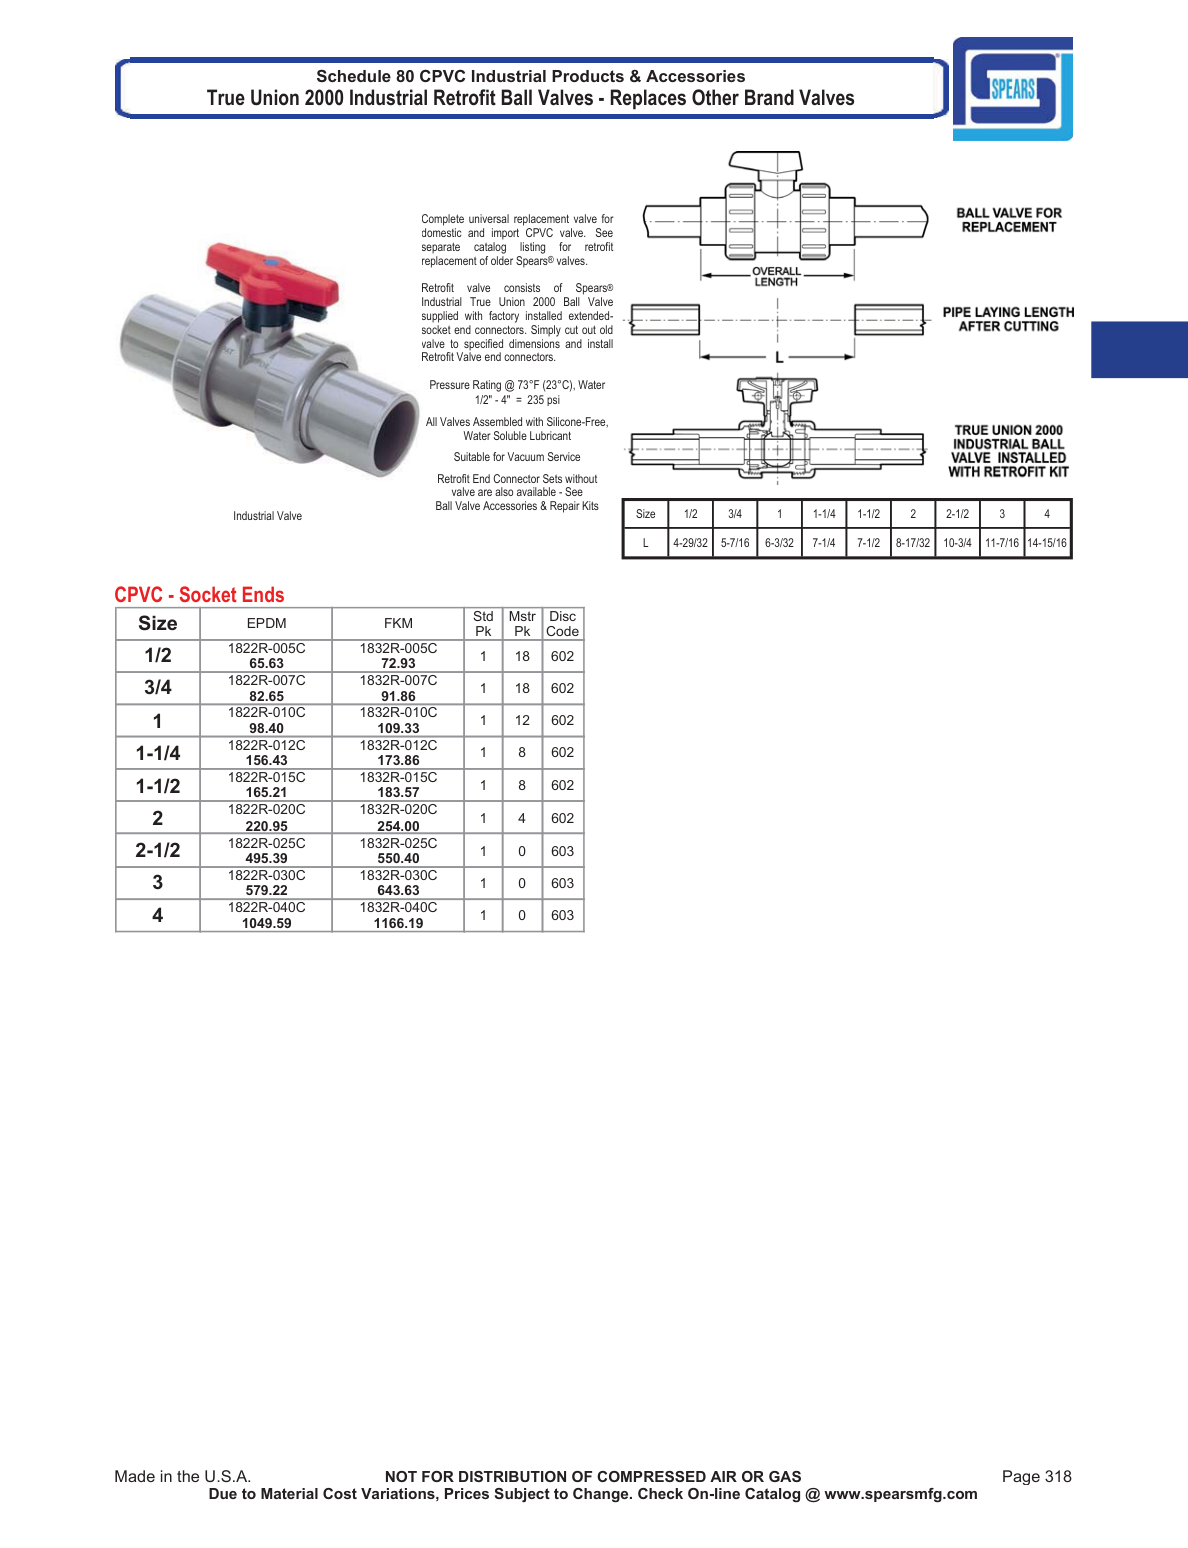 Schedule 80 CPVC Industrial Products & Accessories
True Union 2000 Industrial Retrofit Ball Valves - Replaces Other Brand Valves
SPEARS
®
Complete universal replacement valve for
domestic and import CPVC valve. See
separate catalog listing for retrofit
replacement of older Spears® valves.
Retrofit valve consists of Spears®
Industrial True Union 2000 Ball Valve
supplied with factory installed extended-
socket end connectors. Simply cut out old
valve to specified dimensions and install
Retrofit Valve end connectors.
Pressure Rating @ 73°F (23°C), Water
1/2" - 4" = 235 psi
All Valves Assembled with Silicone-Free,
Water Soluble Lubricant
Suitable for Vacuum Service
Retrofit End Connector Sets without
valve are also available - See
Ball Valve Accessories & Repair Kits
Industrial Valve
BALL VALVE FOR
REPLACEMENT
OVERALL
LENGTH
PIPE LAYING LENGTH
AFTER CUTTING
L
TRUE UNION 2000
INDUSTRIAL BALL
VALVE INSTALLED
WITH RETROFIT KIT
Size 1/2 3/4 1 1-1/4 1-1/2 2 2-1/2 3 4
L 4-29/32 5-7/16 6-3/32 7-1/4 7-1/2 8-17/32 10-3/4 11-7/16 14-15/16
CPVC - Socket Ends
Size EPDM FKM Std Pk Mstr Pk Disc Code
1/2 1822R-005C 65.63 1832R-005C 72.93 1 18 602
3/4 1822R-007C 82.65 1832R-007C 91.86 1 18 602
1 1822R-010C 98.40 1832R-010C 109.33 1 12 602
1-1/4 1822R-012C 156.43 1832R-012C 173.86 1 8 602
1-1/2 1822R-015C 165.21 1832R-015C 183.57 1 8 602
2 1822R-020C 220.95 1832R-020C 254.00 1 4 602
2-1/2 1822R-025C 495.39 1832R-025C 550.40 1 0 603
3 1822R-030C 579.22 1832R-030C 643.63 1 0 603
4 1822R-040C 1049.59 1832R-040C 1166.19 1 0 603
Made in the U.S.A. NOT FOR DISTRIBUTION OF COMPRESSED AIR OR GAS Page 318
Due to Material Cost Variations, Prices Subject to Change. Check On-line Catalog @ www.spearsmfg.com